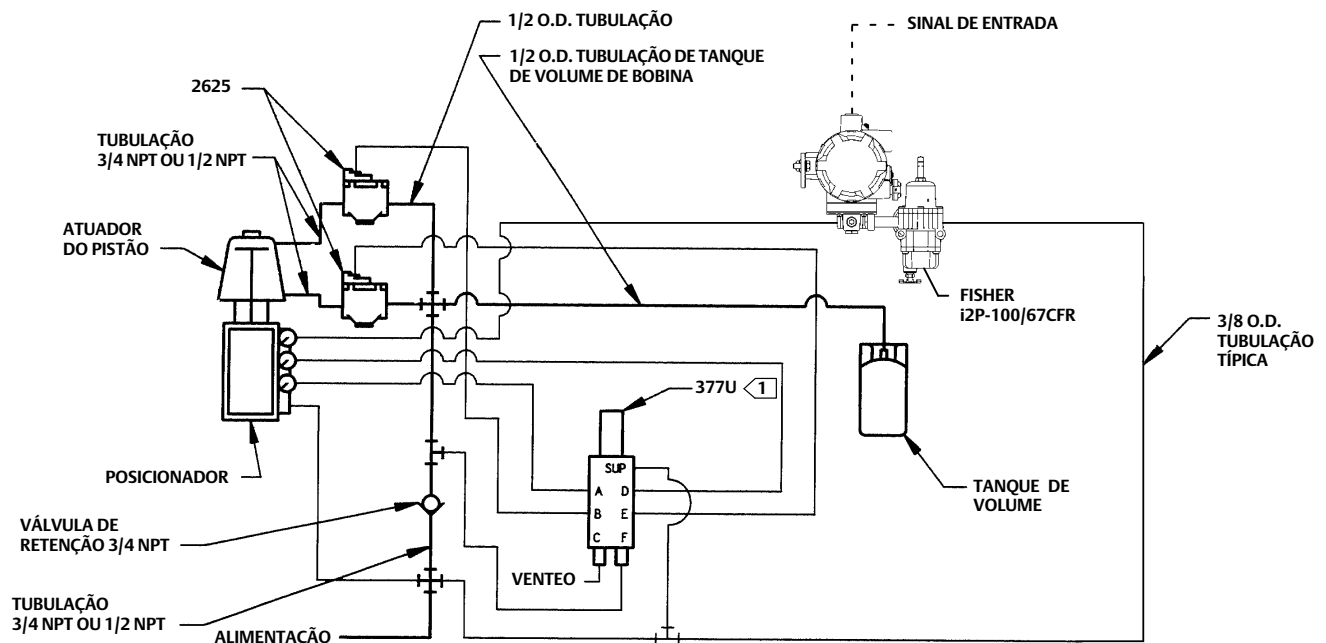 1/2 O.D. TUBULAÇÃO
SINAL DE ENTRADA
1/2 O.D. TUBULAÇÃO DE TANQUE
DE VOLUME DE BOBINA
2625
TUBULAÇÃO
3/4 NPT OU 1/2 NPT
ATUADOR
DO PISTÃO
FISHER
i2P-100/67CFR
3/8 O.D.
TUBULAÇÃO
TÍPICA
377U 1
SUP
A D
B E
C F
POSICIONADOR
TANQUE DE
VOLUME
VÁLVULA DE
RETENÇÃO 3/4 NPT
VENTEO
TUBULAÇÃO
3/4 NPT OU 1/2 NPT
ALIMENTAÇÃO